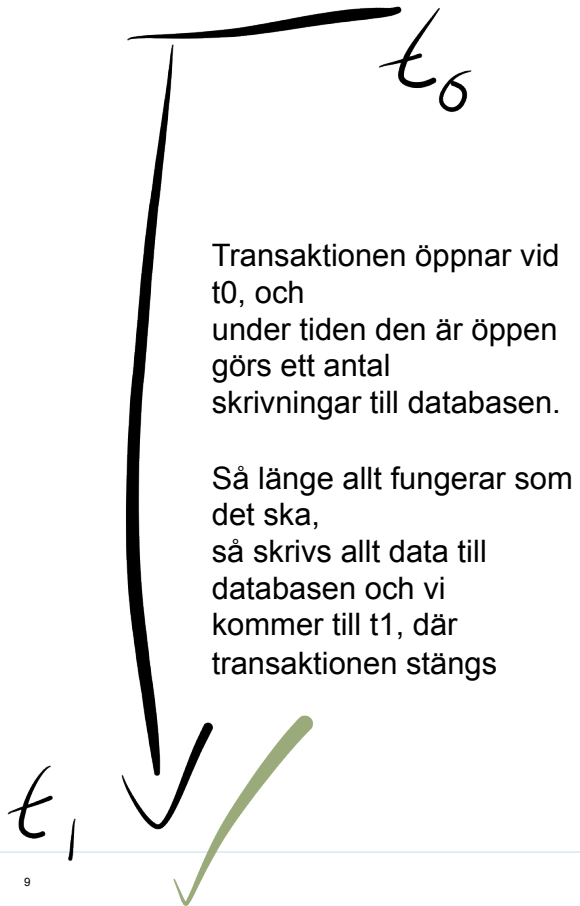 t0
Transaktionen öppnar vid
t0, och
under tiden den är öppen
görs ett antal
skrivningar till databasen.
Så länge allt fungerar som
det ska,
så skrivs allt data till
databasen och vi
kommer till t1, där
transaktionen stängs
t1
9